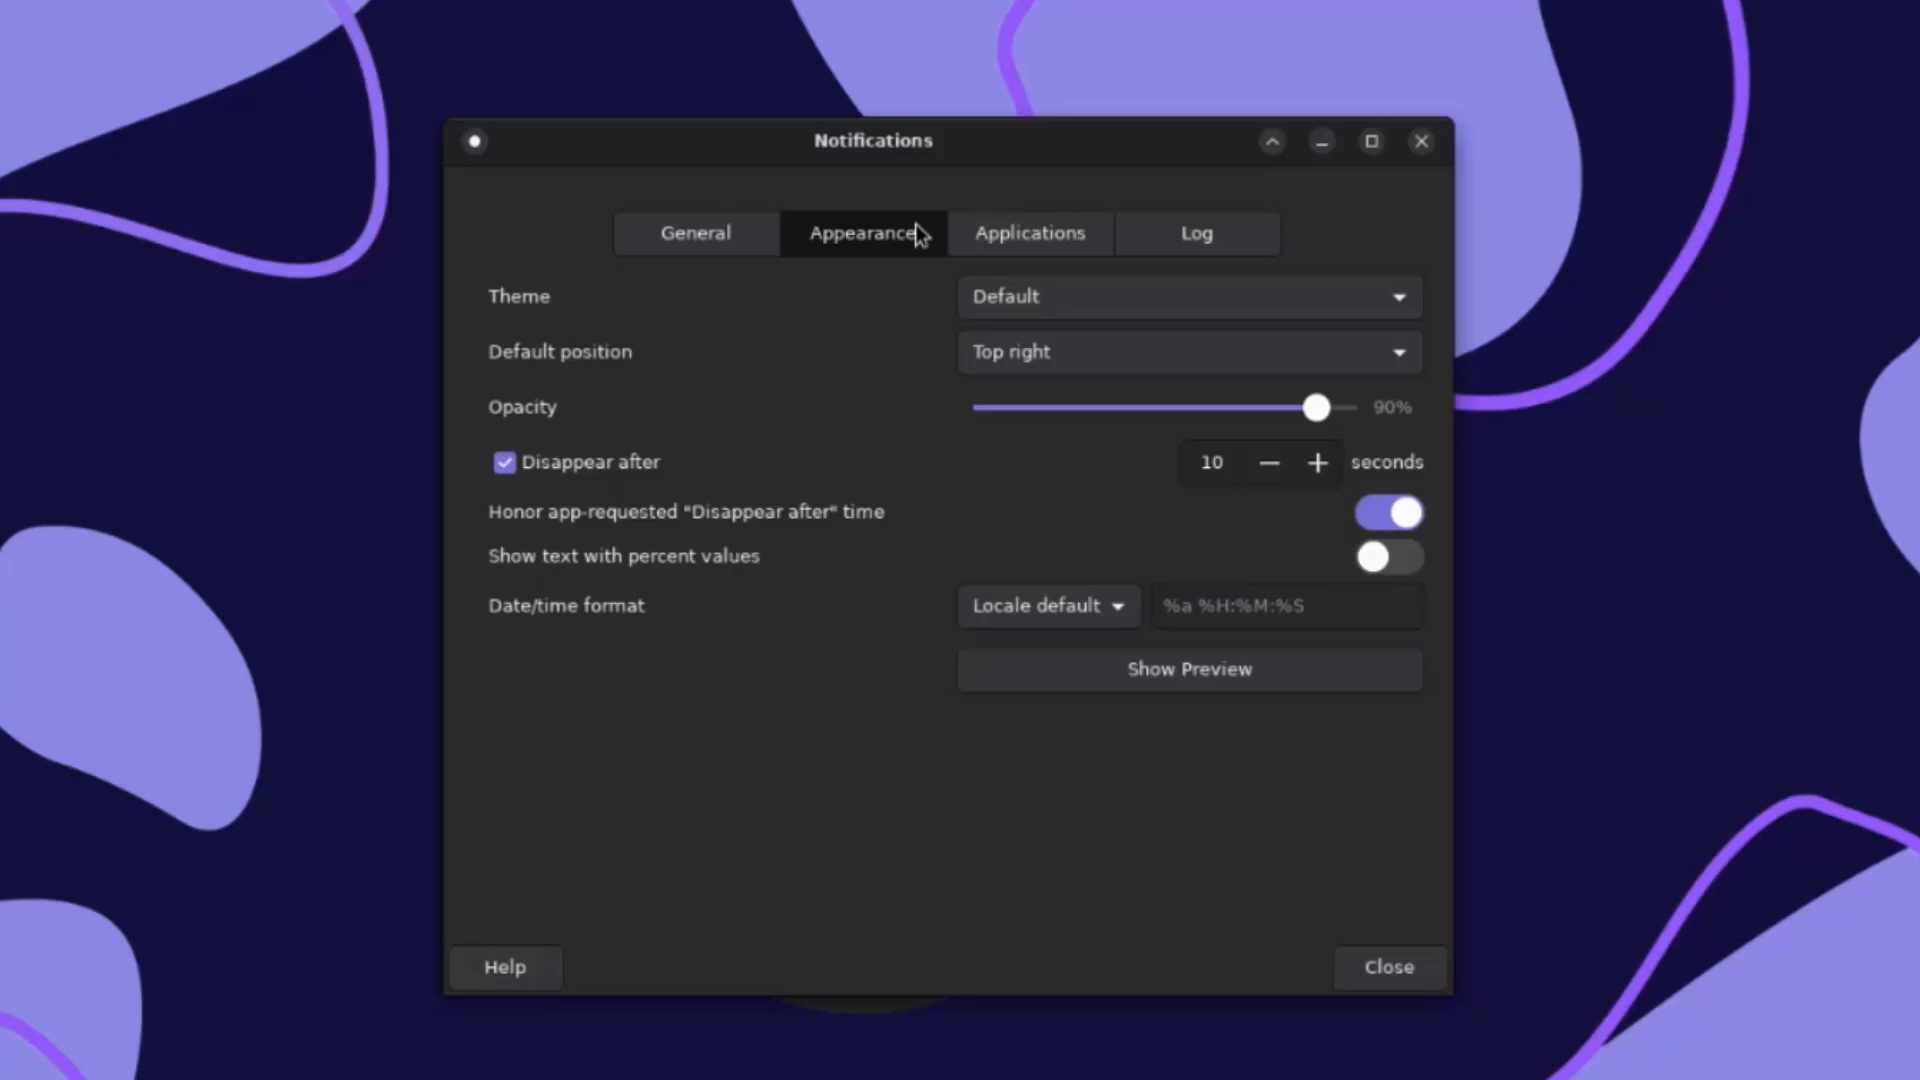 Notifications
General Appearance Applications Log
Theme Default
Default position Top right
Opacity 90%
Disappear after 10 seconds
Honor app-requested "Disappear after" time
Show text with percent values
Date/time format Locale default %a %H:%M:%S
Show Preview
Help Close